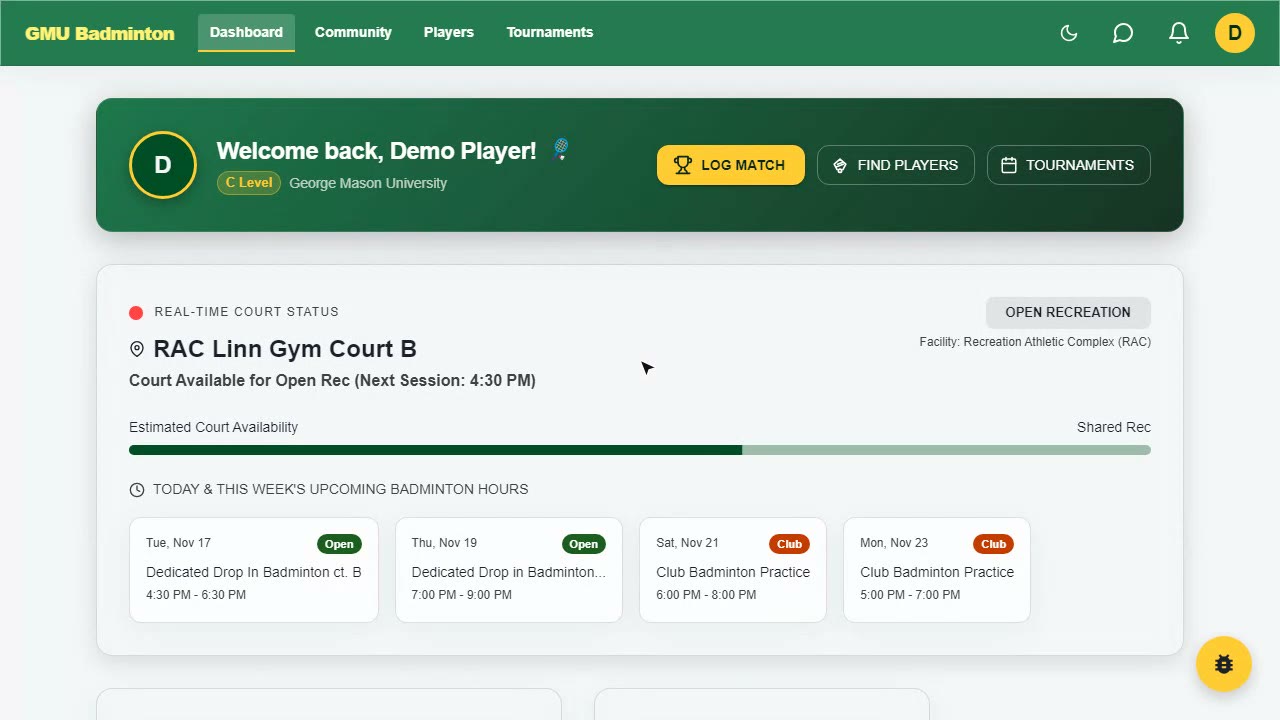 GMU Badminton
Dashboard
Community
Players
Tournaments
D
D
Welcome back, Demo Player!
C Level
George Mason University
LOG MATCH
FIND PLAYERS
TOURNAMENTS
REAL-TIME COURT STATUS
RAC Linn Gym Court B
Court Available for Open Rec (Next Session: 4:30 PM)
OPEN RECREATION
Facility: Recreation Athletic Complex (RAC)
Estimated Court Availability
Shared Rec
TODAY & THIS WEEK'S UPCOMING BADMINTON HOURS
Tue, Nov 17
Open
Dedicated Drop In Badminton ct. B
4:30 PM - 6:30 PM
Thu, Nov 19
Open
Dedicated Drop in Badminton...
7:00 PM - 9:00 PM
Sat, Nov 21
Club
Club Badminton Practice
6:00 PM - 8:00 PM
Mon, Nov 23
Club
Club Badminton Practice
5:00 PM - 7:00 PM